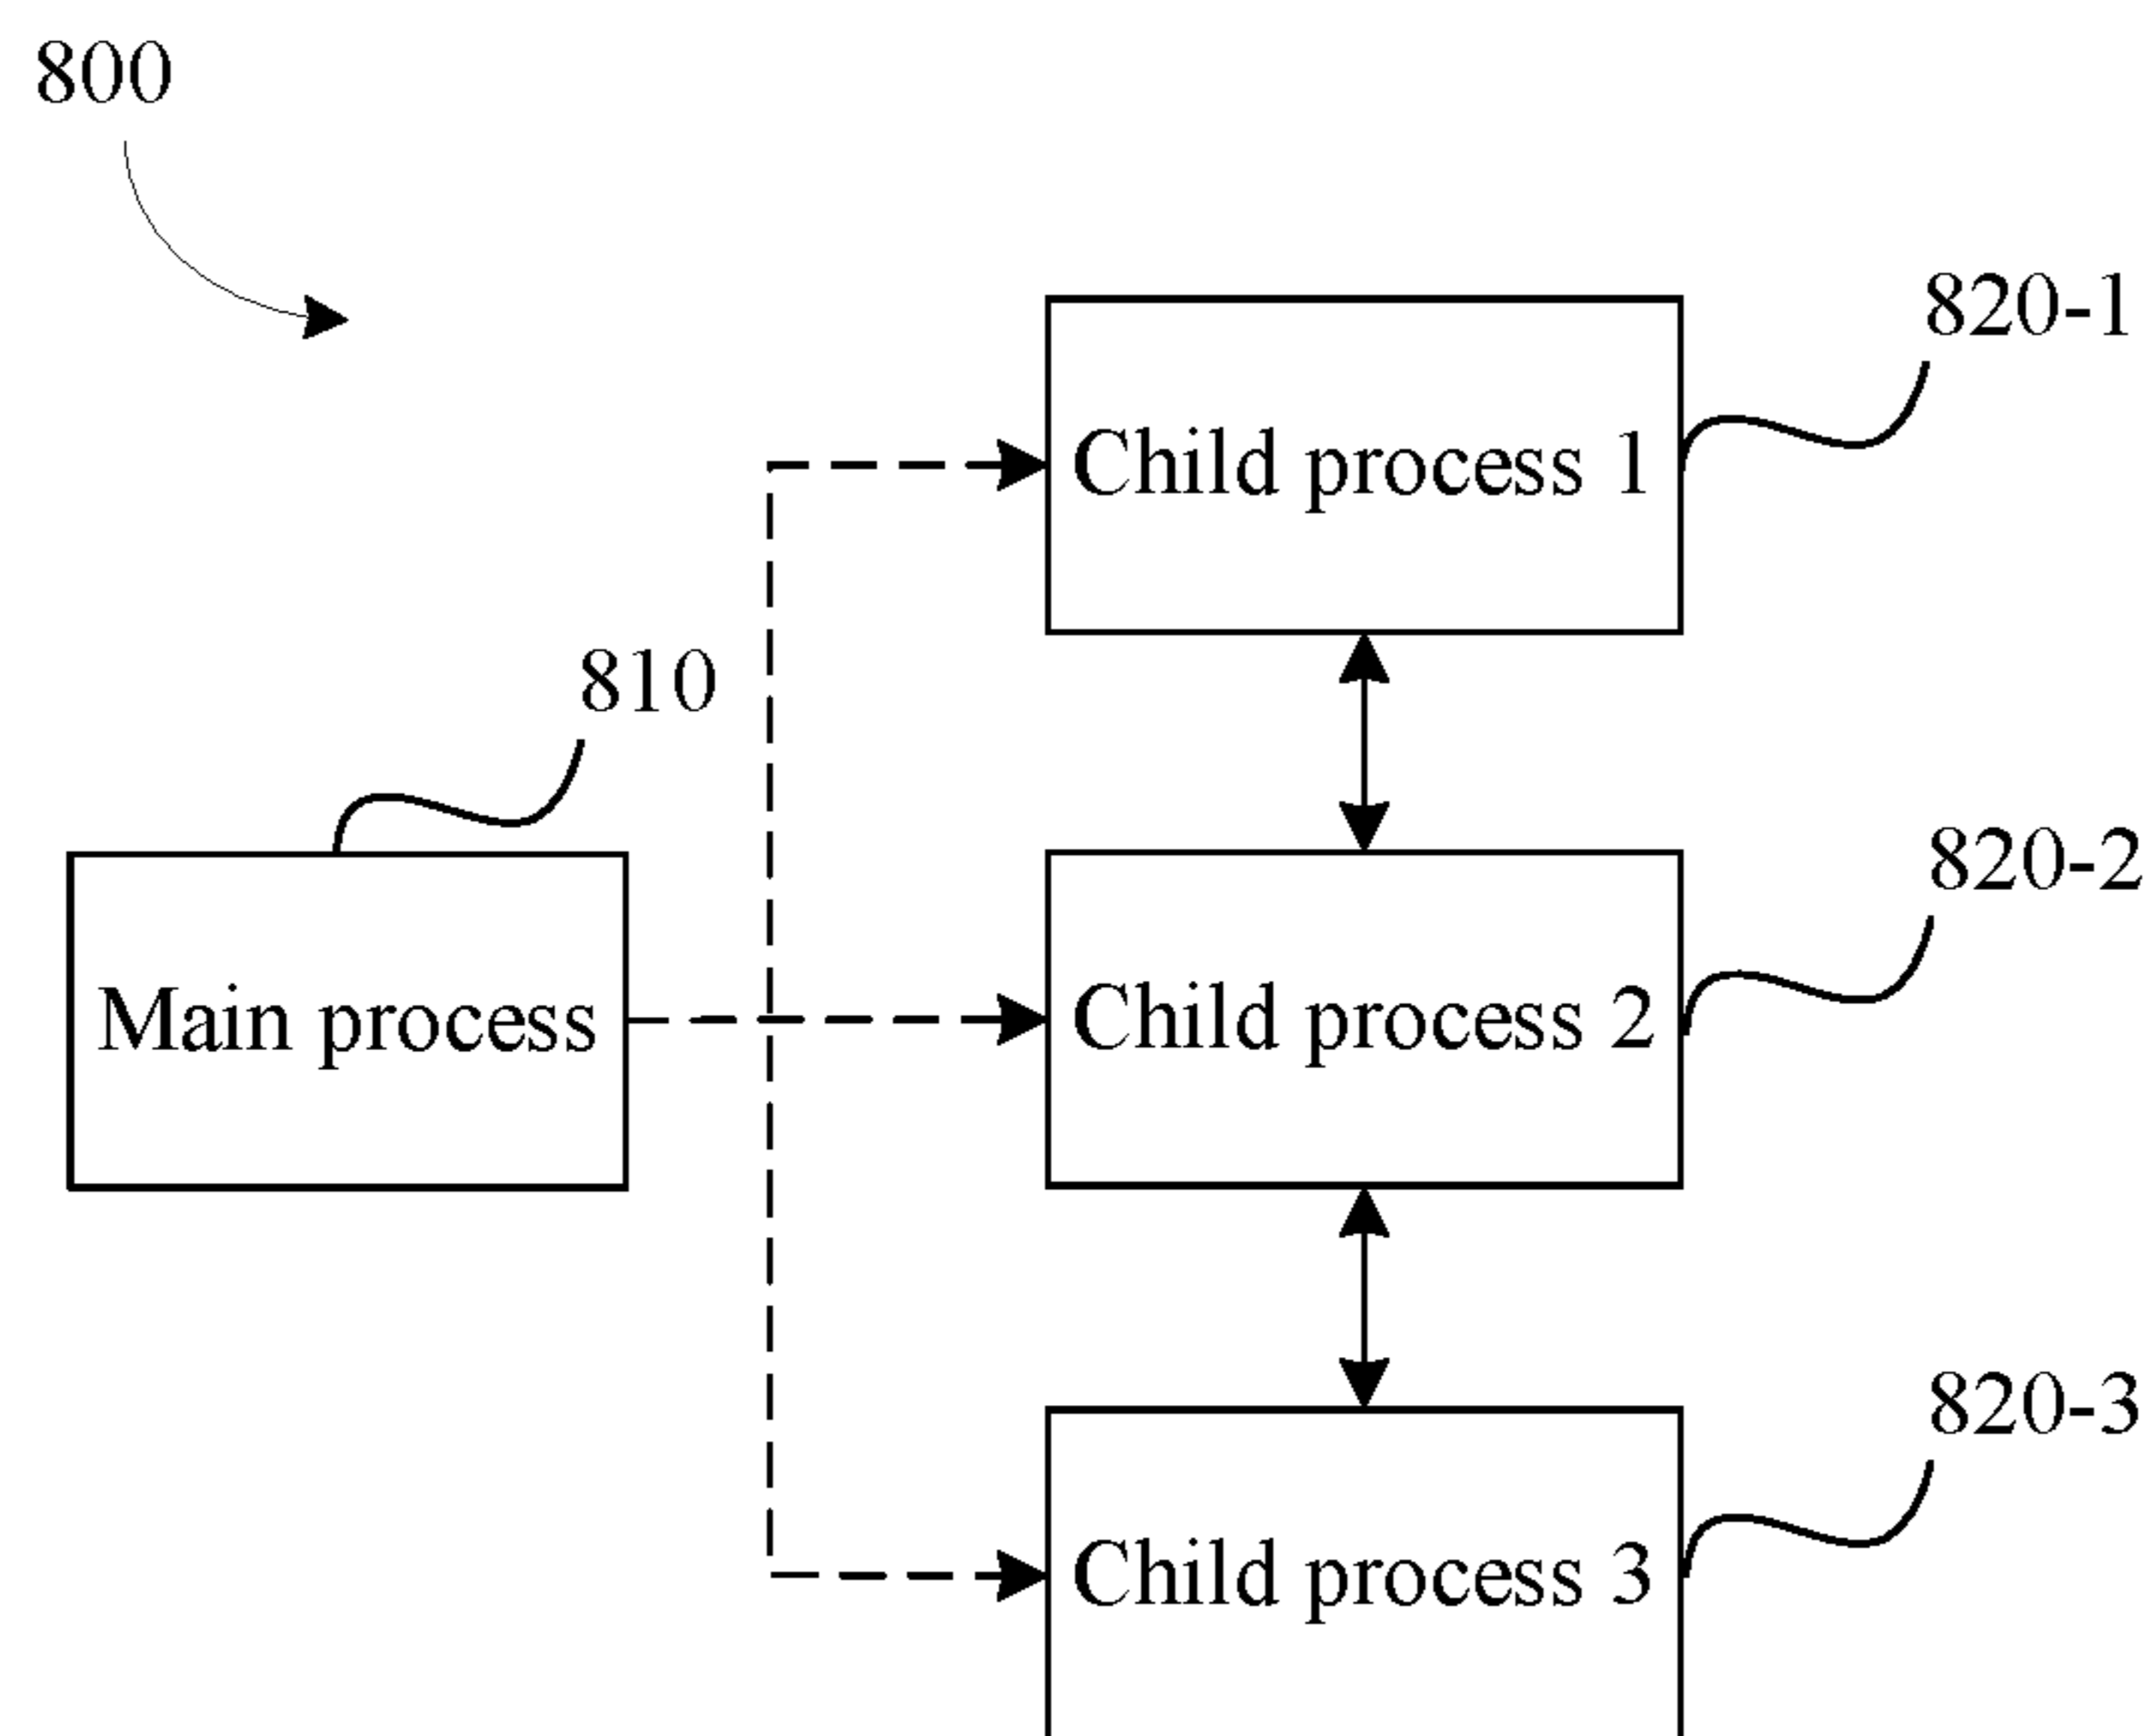 800
820-1
Child process 1
810
820-2
Main process
Child process 2
820-3
Child process 3